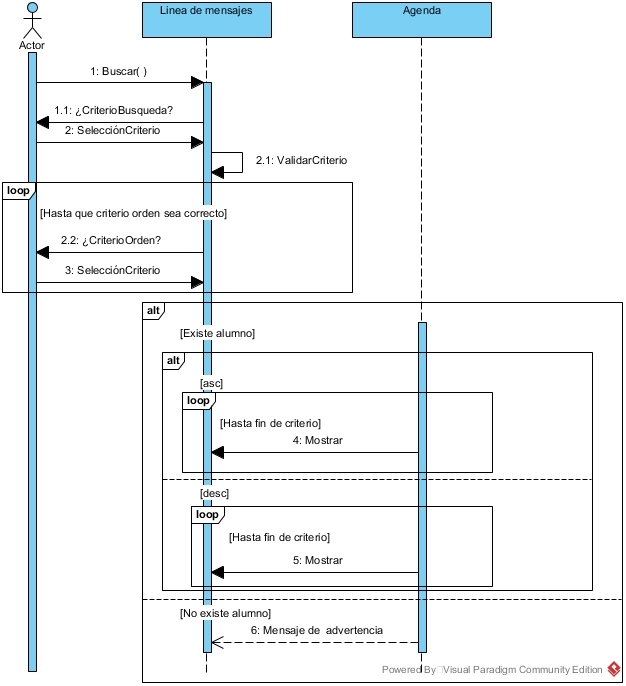 Linea de mensajes
Agenda
Actor
1: Buscar( )
1.1: ¿CriterioBusqueda?
2: SelecciónCriterio
2.1: ValidarCriterio
loop
[Hasta que criterio orden sea correcto]
2.2: ¿CriterioOrden?
3: SelecciónCriterio
alt
[Existe alumno]
alt
[asc]
loop
[Hasta fin de criterio]
4: Mostrar
[desc]
loop
[Hasta fin de criterio]
5: Mostrar
[No existe alumno]
6: Mensaje de advertencia
Powered By Visual Paradigm Community Edition